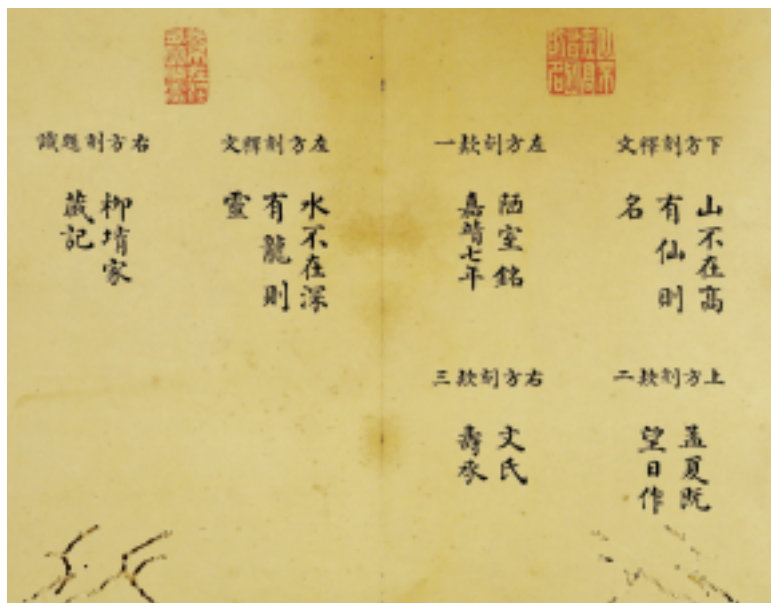 下方刻釋文
山不在高
有仙則
名
左方刻款一
陋室銘
嘉靖七年
上方刻款二
孟夏既
望日作
右方刻款三
文氏
壽承
左方刻釋文
水不在深
有龍則
靈
右方刻題識
柳堉家
藏記